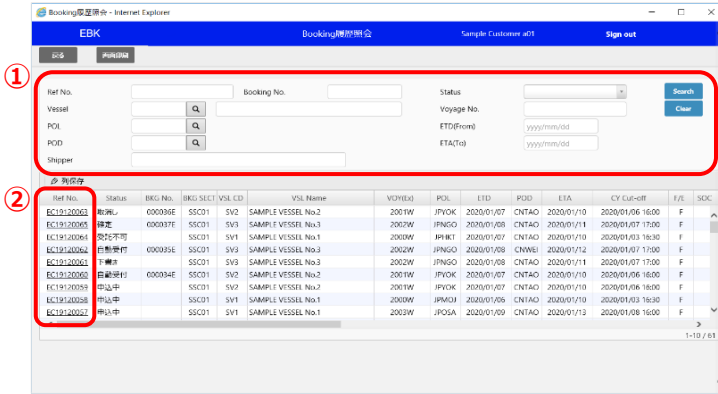 Booking履歴照会 - Internet Explorer
EBK Booking履歴照会 Sample Customer a01 Sign out
戻る 画面印刷
①
Ref No. Booking No. Status Search
Vessel Voyage No. Clear
POL ETD(From) yyyy/mm/dd
POD ETA(To) yyyy/mm/dd
Shipper
列保存
②
Ref No. Status BKG No. BKG SECT VSL CD VSL Name VOY(Ex) POL ETD POD ETA CY Cut-off F/E SOC
EC19120063 取消し 000036E SSC01 SV2 SAMPLE VESSEL No.2 2001W JPYOK 2020/01/07 CNTAO 2020/01/10 2020/01/06 16:00 F
EC19120065 確定 000037E SSC01 SV3 SAMPLE VESSEL No.3 2002W JPNGO 2020/01/08 CNTAO 2020/01/11 2020/01/07 17:00 F
EC19120064 受託不可 SSC01 SV1 SAMPLE VESSEL No.1 2000W JPHKT 2020/01/07 CNTAO 2020/01/10 2020/01/03 16:30 F
EC19120062 自動受付 000035E SSC01 SV3 SAMPLE VESSEL No.3 2002W JPNGO 2020/01/08 CNWEI 2020/01/12 2020/01/07 17:00 F
EC19120061 下書き SSC01 SV3 SAMPLE VESSEL No.3 2002W JPNGO 2020/01/08 CNTAO 2020/01/11 2020/01/07 17:00 F
EC19120060 自動受付 000034E SSC01 SV2 SAMPLE VESSEL No.2 2001W JPYOK 2020/01/07 CNTAO 2020/01/10 2020/01/06 16:00 F
EC19120059 申込中 SSC01 SV2 SAMPLE VESSEL No.2 2001W JPYOK 2020/01/07 CNTAO 2020/01/10 2020/01/06 16:00 F
EC19120058 申込中 SSC01 SV1 SAMPLE VESSEL No.1 2000W JPMOJ 2020/01/06 CNTAO 2020/01/10 2020/01/03 16:30 F
EC19120057 申込中 SSC01 SV1 SAMPLE VESSEL No.1 2003W JPOSA 2020/01/09 CNTAO 2020/01/13 2020/01/08 16:00 F
1-10 / 61